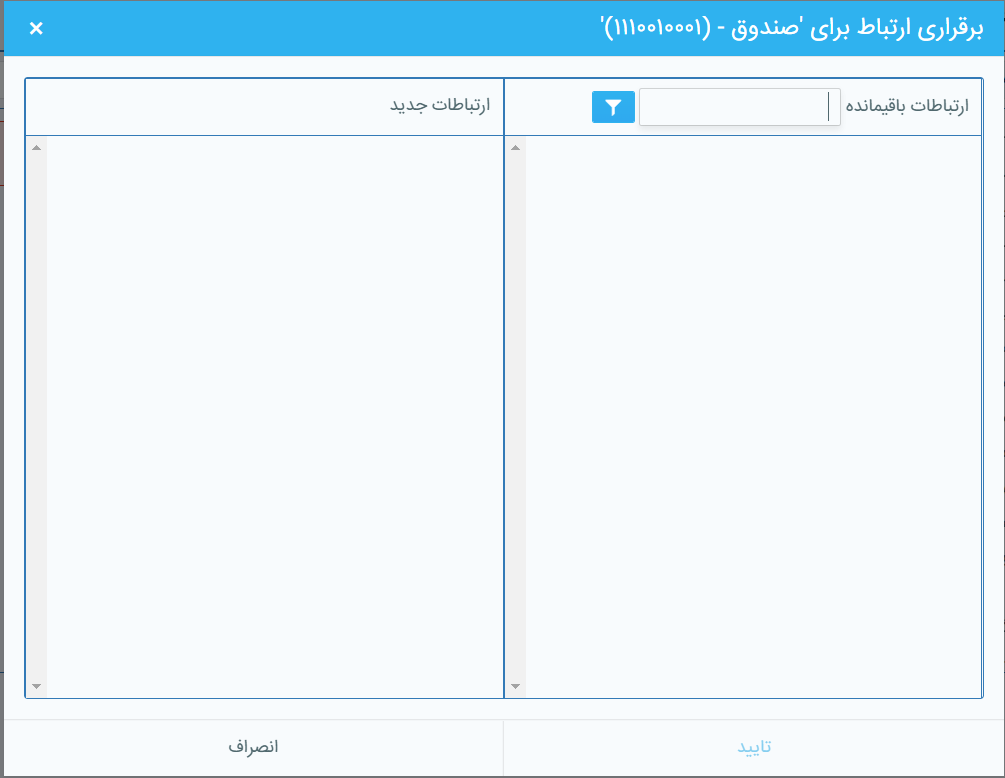 برقراری ارتباط برای 'صندوق - (۱۱۱۰۰۱۰۰۰۱)'
ارتباطات باقیمانده
ارتباطات جدید
تایید
انصراف